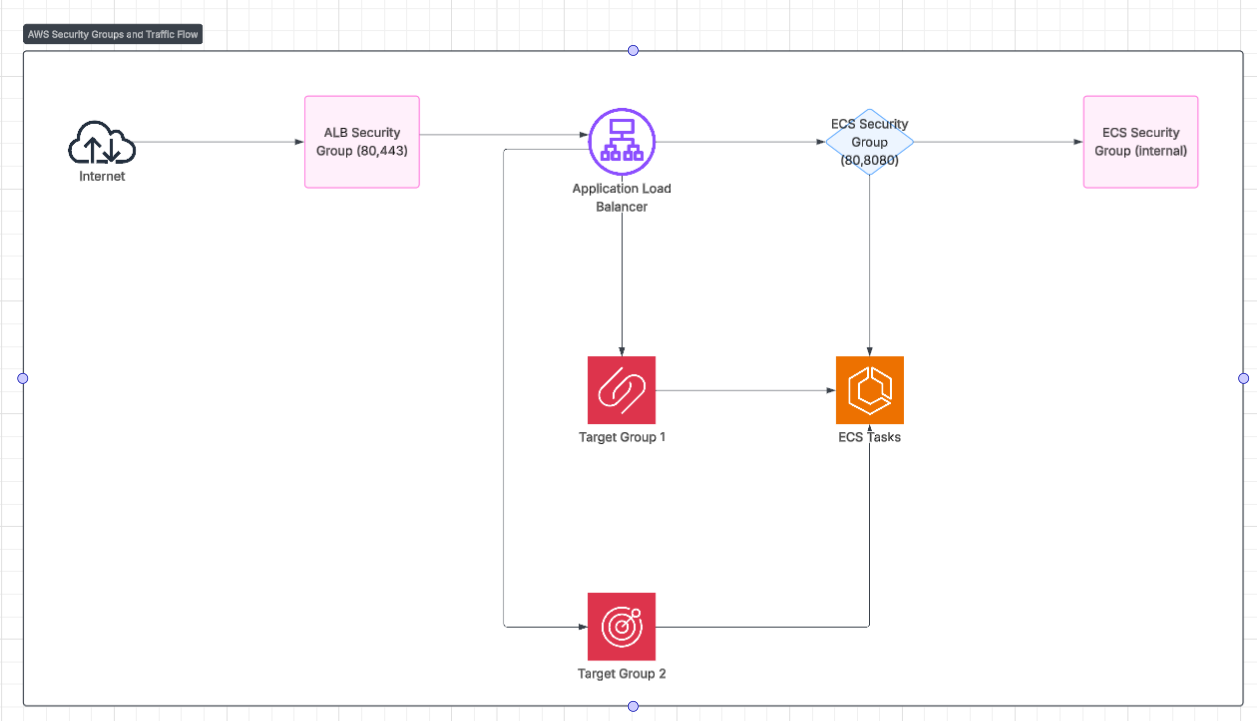 AWS Security Groups and Traffic Flow
Internet
ALB Security
Group (80,443)
Application Load
Balancer
ECS Security
Group
(80,8080)
ECS Security
Group (internal)
Target Group 1
ECS Tasks
Target Group 2